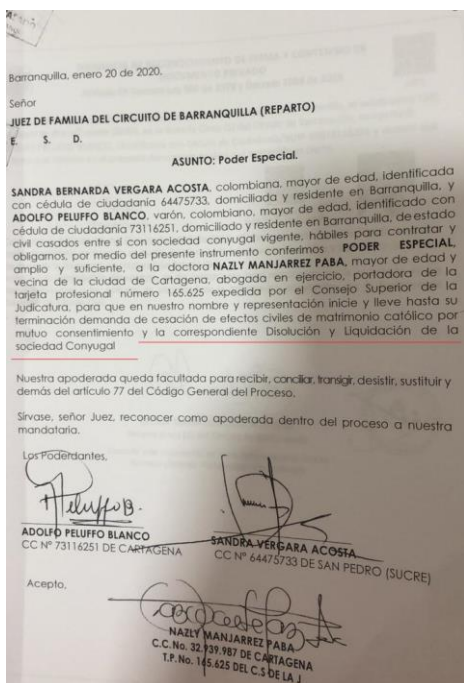 Barranquilla, enero 20 de 2020.
Señor
JUEZ DE FAMILIA DEL CIRCUITO DE BARRANQUILLA (REPARTO)
E. S. D.
ASUNTO: Poder Especial.
SANDRA BERNARDA VERGARA ACOSTA, colombiana, mayor de edad, identificada
con cédula de ciudadanía 64475733, domiciliada y residente en Barranquilla, y
ADOLFO PELUFFO BLANCO, varón, colombiano, mayor de edad, identificado con
cédula de ciudadanía 73116251, domiciliado y residente en Barranquilla, de estado
civil casados entre sí con sociedad conyugal vigente, hábiles para contratar y
obligarnos, por medio del presente instrumento conferimos PODER ESPECIAL,
amplio y suficiente, a la doctora NAZLY MANJARREZ PABA, mayor de edad y
vecina de la ciudad de Cartagena, abogada en ejercicio, portadora de la
tarjeta profesional número 165.625 expedida por el Consejo Superior de la
Judicatura, para que en nuestro nombre y representación inicie y lleve hasta su
terminación demanda de cesación de efectos civiles de matrimonio católico por
mutuo consentimiento y la correspondiente Disolución y Liquidación de la
sociedad Conyugal
Nuestra apoderada queda facultada para recibir, conciliar, transigir, desistir, sustituir y
demás del artículo 77 del Código General del Proceso.
Sírvase, señor Juez, reconocer como apoderada dentro del proceso a nuestra
mandataria.
Los Poderdantes,
Peluffo B.
ADOLFO PELUFFO BLANCO
CC Nº 73116251 DE CARTAGENA
SANDRA VERGARA ACOSTA
CC Nº 64475733 DE SAN PEDRO (SUCRE)
Acepto,
NAZLY MANJARREZ PABA
C.C. No. 32.939.987 DE CARTAGENA
T.P. No. 165.625 DEL C.S DE LA J